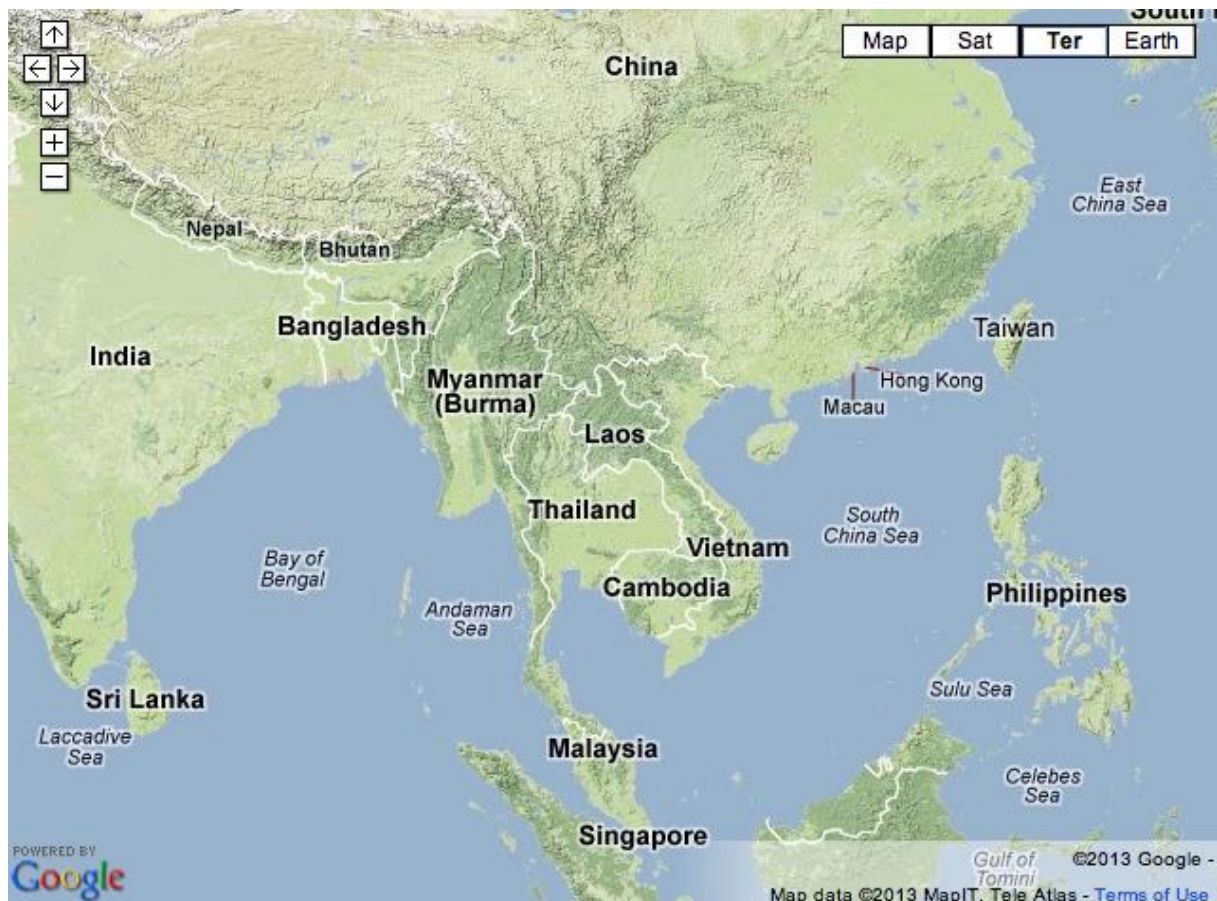 South
Map Sat Ter Earth
China
East
China Sea
Nepal
Bhutan
Bangladesh
Taiwan
India
Myanmar
(Burma)
Hong Kong
Macau
Laos
Thailand
South
China Sea
Vietnam
Bay of
Bengal
Cambodia
Philippines
Andaman
Sea
Sri Lanka
Sulu Sea
Laccadive
Sea
Malaysia
Celebes
Sea
Singapore
POWERED BY
Google
Gulf of
Tomini
©2013 Google -
Map data ©2013 MapIT, Tele Atlas - Terms of Use